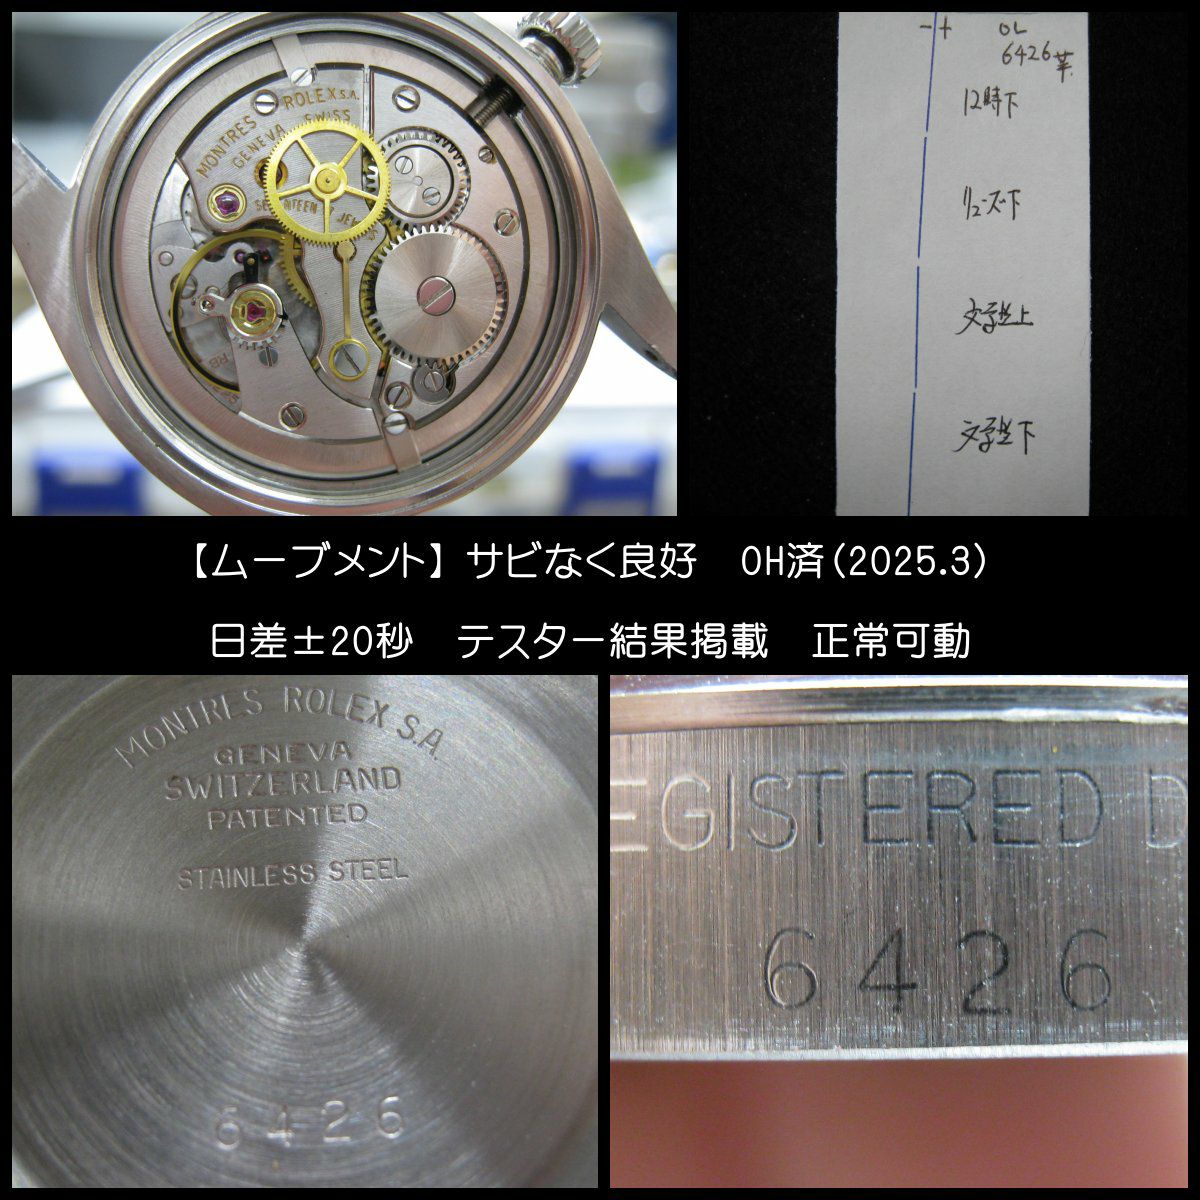 MONTRES ROLEX S.A.
GENEVA SWISS
SEVENTEEN JEWELS
- + OL
6426
12時下
リューズ下
文字盤上
文字盤下
【ムーブメント】サビなく良好 OH済(2025.3)
日差±20秒 テスター結果掲載 正常可動
MONTRES ROLEX S.A.
GENEVA
SWITZERLAND
PATENTED
STAINLESS STEEL
6426
EGISTERED D
6426